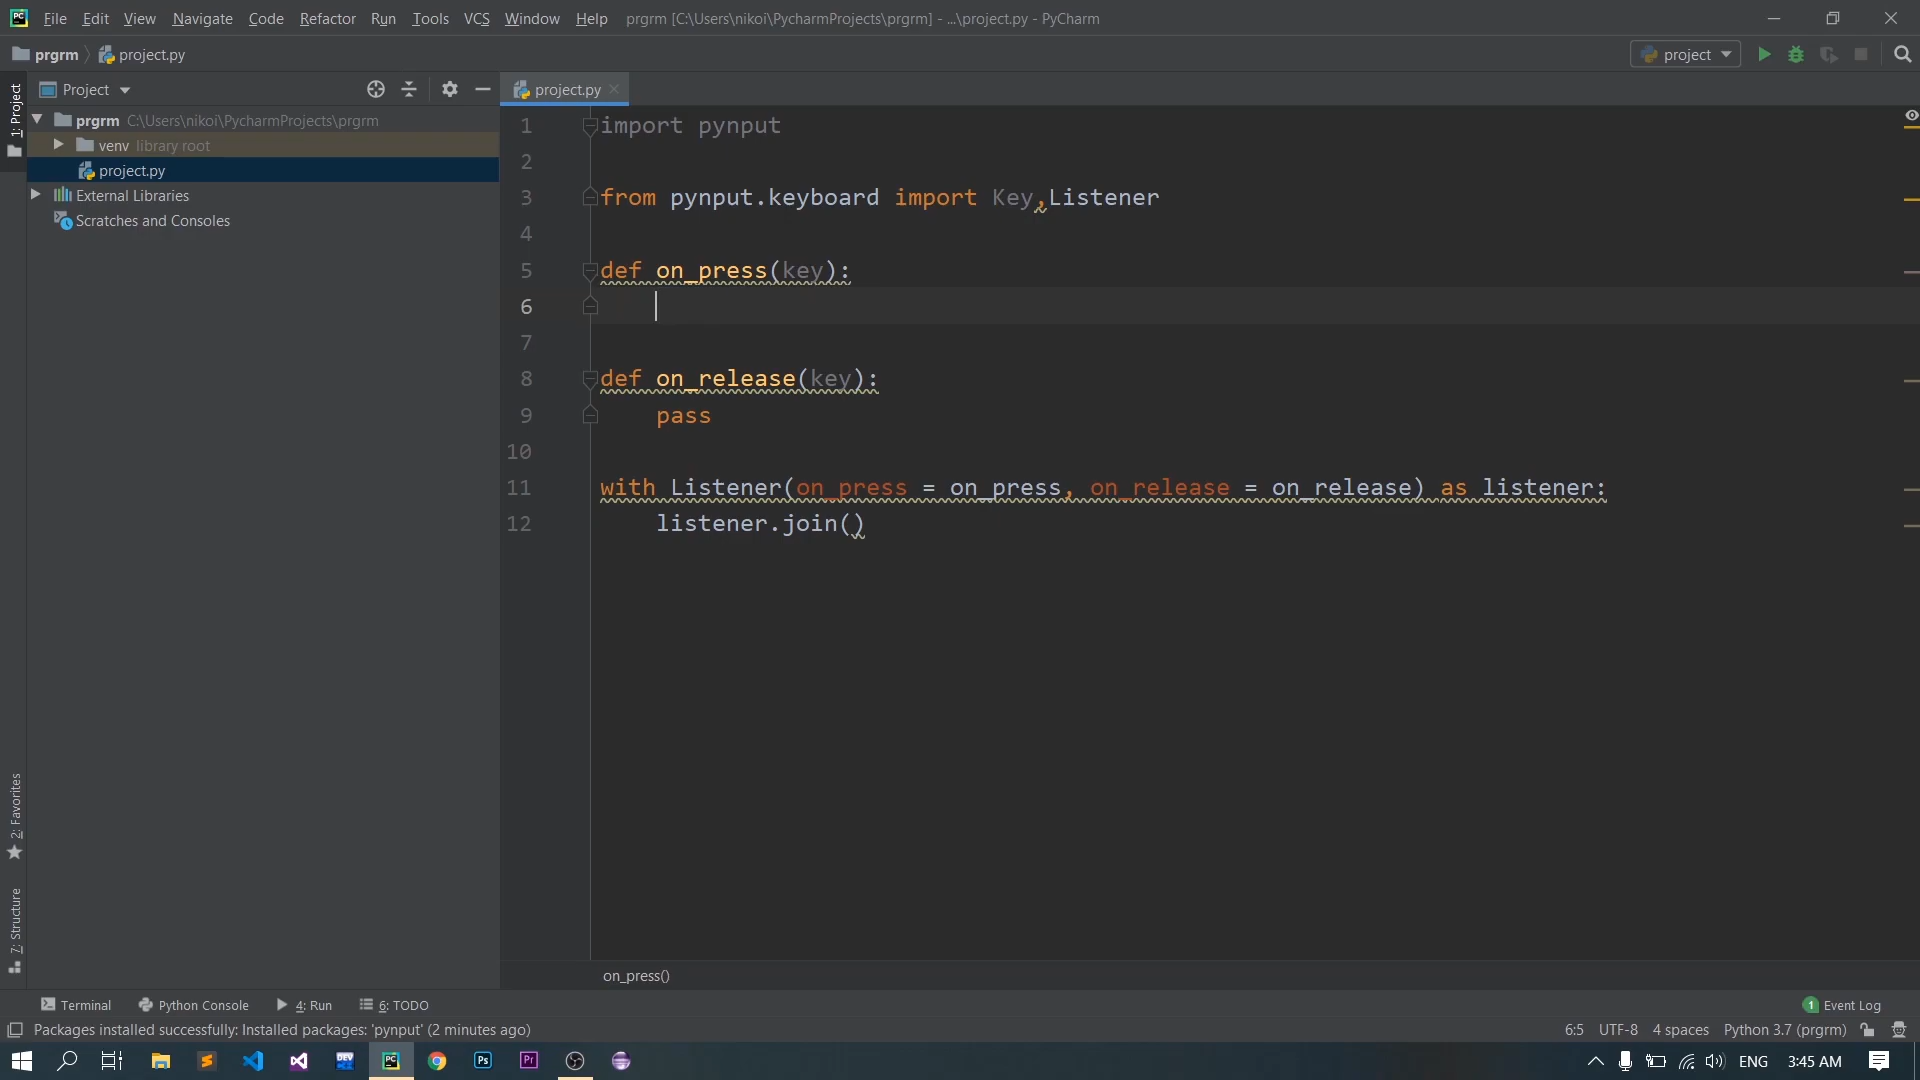 File Edit View Navigate Code Refactor Run Tools VCS Window Help prgrm [C:\Users\nikoi\PycharmProjects\prgrm] - ...\project.py - PyCharm
prgrm project.py
project
1: Project
Project
project.py
prgrm C:\Users\nikoi\PycharmProjects\prgrm
venv library root
project.py
External Libraries
Scratches and Consoles
1 import pynput
2
3 from pynput.keyboard import Key,Listener
4
5 def on_press(key):
6
7
8 def on_release(key):
9 pass
10
11 with Listener(on_press = on_press, on_release = on_release) as listener:
12 listener.join()
2: Favorites
7: Structure
on_press()
Terminal Python Console 4: Run 6: TODO
1 Event Log
Packages installed successfully: Installed packages: 'pynput' (2 minutes ago)
6:5 UTF-8 4 spaces Python 3.7 (prgrm)
DEV
PC
Ps
Pr
ENG 3:45 AM